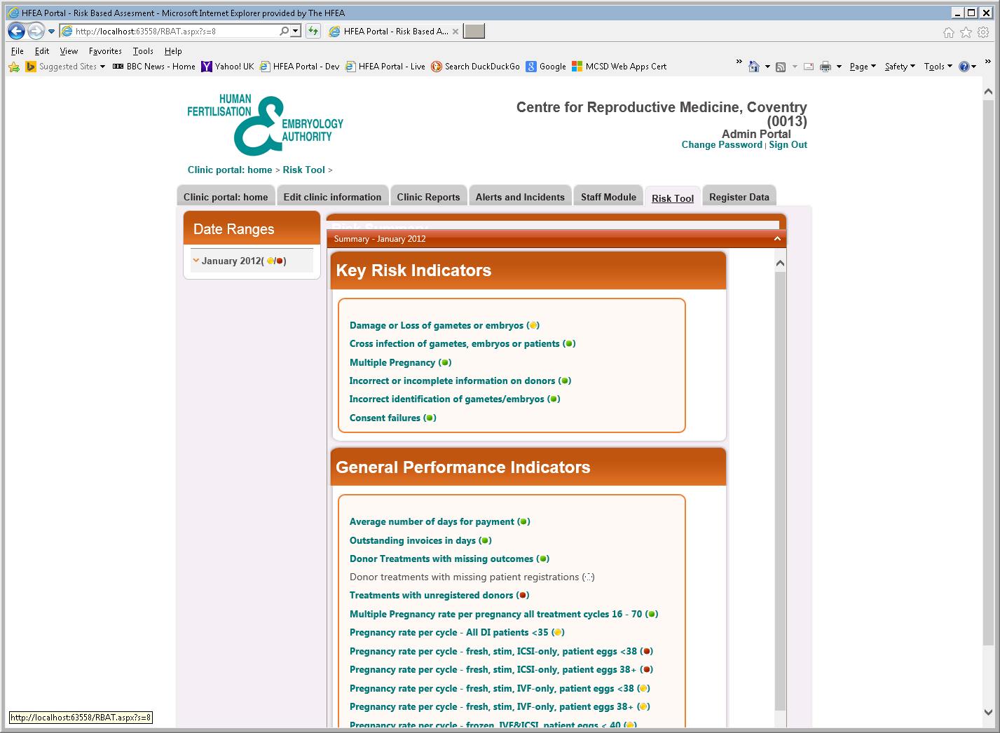 HFEA Portal - Risk Based Assesment - Microsoft Internet Explorer provided by The HFEA
http://localhost:63558/RBAT.aspx?s=8
HFEA Portal - Risk Based A...
File Edit View Favorites Tools Help
Suggested Sites BBC News - Home Yahoo! UK HFEA Portal - Dev HFEA Portal - Live Search DuckDuckGo Google MCSD Web Apps Cert
Page Safety Tools
HUMAN
FERTILISATION
&
EMBRYOLOGY
AUTHORITY
Centre for Reproductive Medicine, Coventry
(0013)
Admin Portal
Change Password | Sign Out
Clinic portal: home > Risk Tool >
Clinic portal: home Edit clinic information Clinic Reports Alerts and Incidents Staff Module Risk Tool Register Data
Date Ranges
January 2012( / )
Risk Summary
Summary - January 2012
Key Risk Indicators
Damage or Loss of gametes or embryos ( )
Cross infection of gametes, embryos or patients ( )
Multiple Pregnancy ( )
Incorrect or incomplete information on donors ( )
Incorrect identification of gametes/embryos ( )
Consent failures ( )
General Performance Indicators
Average number of days for payment ( )
Outstanding invoices in days ( )
Donor Treatments with missing outcomes ( )
Donor treatments with missing patient registrations ( )
Treatments with unregistered donors ( )
Multiple Pregnancy rate per pregnancy all treatment cycles 16 - 70 ( )
Pregnancy rate per cycle - All DI patients <35 ( )
Pregnancy rate per cycle - fresh, stim, ICSI-only, patient eggs <38 ( )
Pregnancy rate per cycle - fresh, stim, ICSI-only, patient eggs 38+ ( )
Pregnancy rate per cycle - fresh, stim, IVF-only, patient eggs <38 ( )
Pregnancy rate per cycle - fresh, stim, IVF-only, patient eggs 38+ ( )
Pregnancy rate per cycle - frozen, IVF&ICSI, patient eggs < 40 ( )
http://localhost:63558/RBAT.aspx?s=8